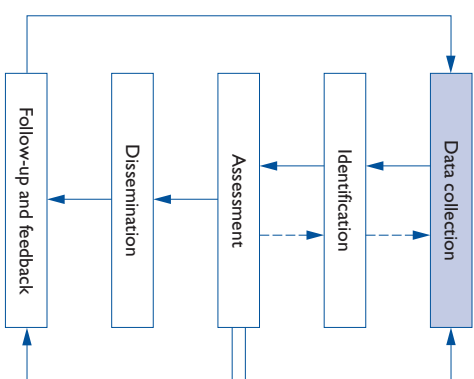 Data collection
Identification
Assessment
Dissemination
Follow-up and feedback